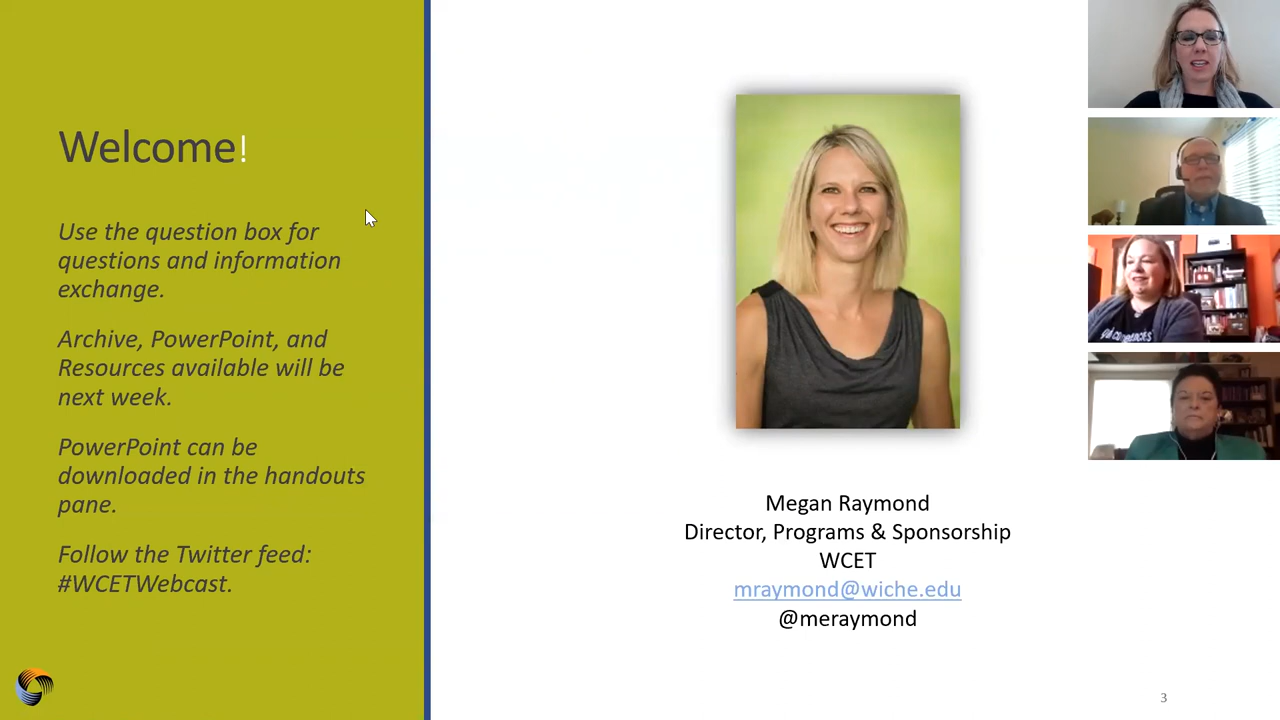 Welcome!
Use the question box for
questions and information
exchange.
Archive, PowerPoint, and
Resources available will be
next week.
PowerPoint can be
downloaded in the handouts
pane.
Follow the Twitter feed:
#WCETWebcast.
Megan Raymond
Director, Programs & Sponsorship
WCET
mraymond@wiche.edu
@meraymond
3